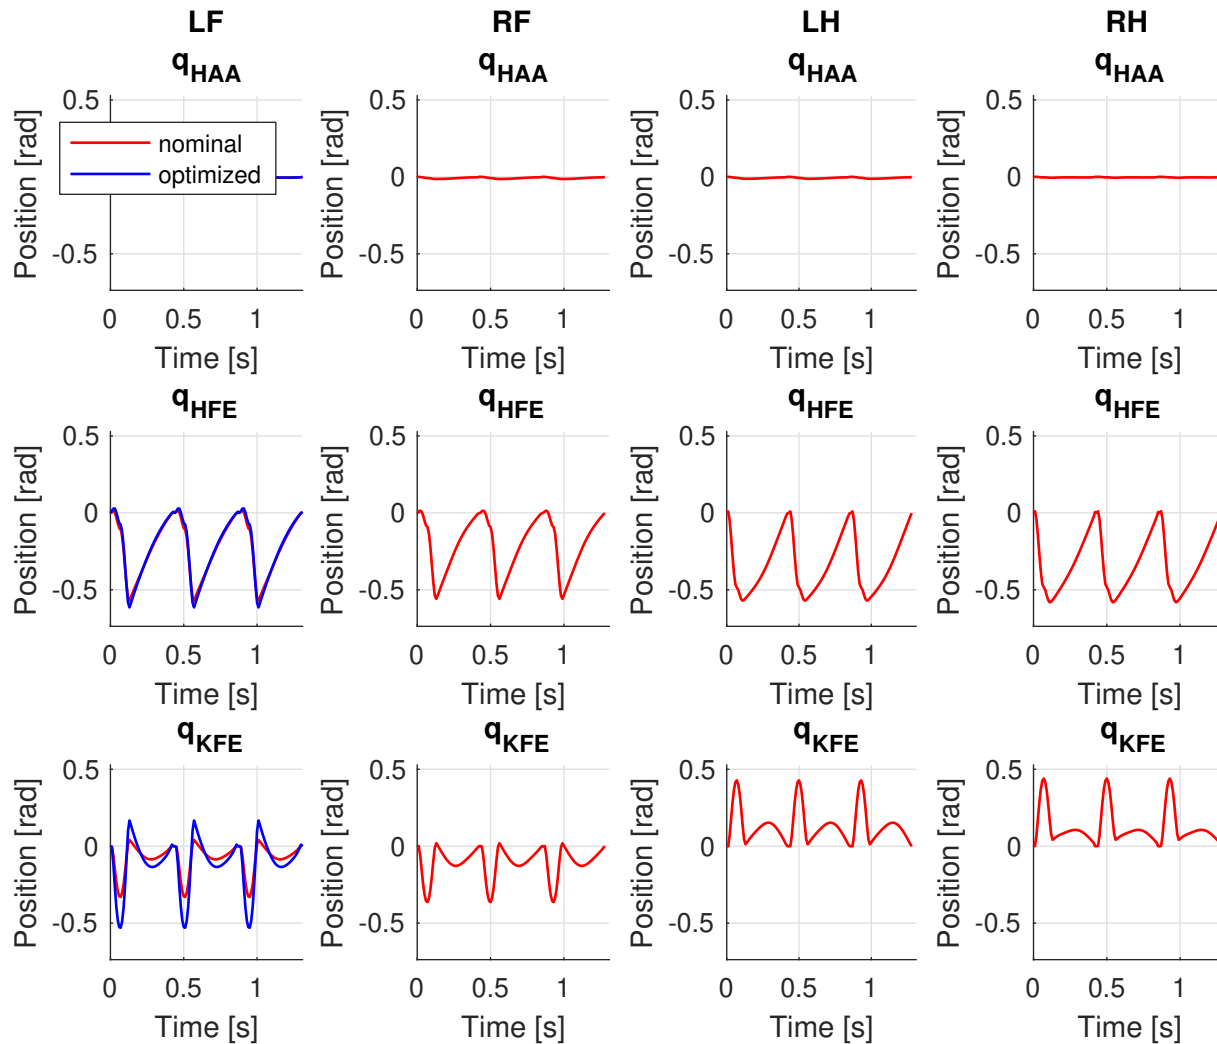 LF RF LH RH
qHAA qHAA qHAA qHAA
Position [rad] Position [rad] Position [rad] Position [rad]
0.5 0.5 0.5 0.5
nominal
optimized
0 0 0
-0.5 -0.5 -0.5 -0.5
0 0.5 1 0 0.5 1 0 0.5 1 0 0.5 1
Time [s] Time [s] Time [s] Time [s]
qHFE qHFE qHFE qHFE
Position [rad] Position [rad] Position [rad] Position [rad]
0.5 0.5 0.5 0.5
0 0 0 0
-0.5 -0.5 -0.5 -0.5
0 0.5 1 0 0.5 1 0 0.5 1 0 0.5 1
Time [s] Time [s] Time [s] Time [s]
qKFE qKFE qKFE qKFE
Position [rad] Position [rad] Position [rad] Position [rad]
0.5 0.5 0.5 0.5
0 0 0 0
-0.5 -0.5 -0.5 -0.5
0 0.5 1 0 0.5 1 0 0.5 1 0 0.5 1
Time [s] Time [s] Time [s] Time [s]